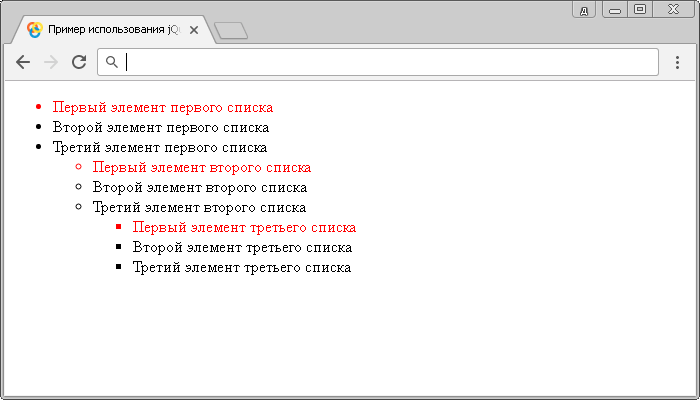 д
Пример использования jQ
Первый элемент первого списка
Второй элемент первого списка
Третий элемент первого списка
Первый элемент второго списка
Второй элемент второго списка
Третий элемент второго списка
Первый элемент третьего списка
Второй элемент третьего списка
Третий элемент третьего списка